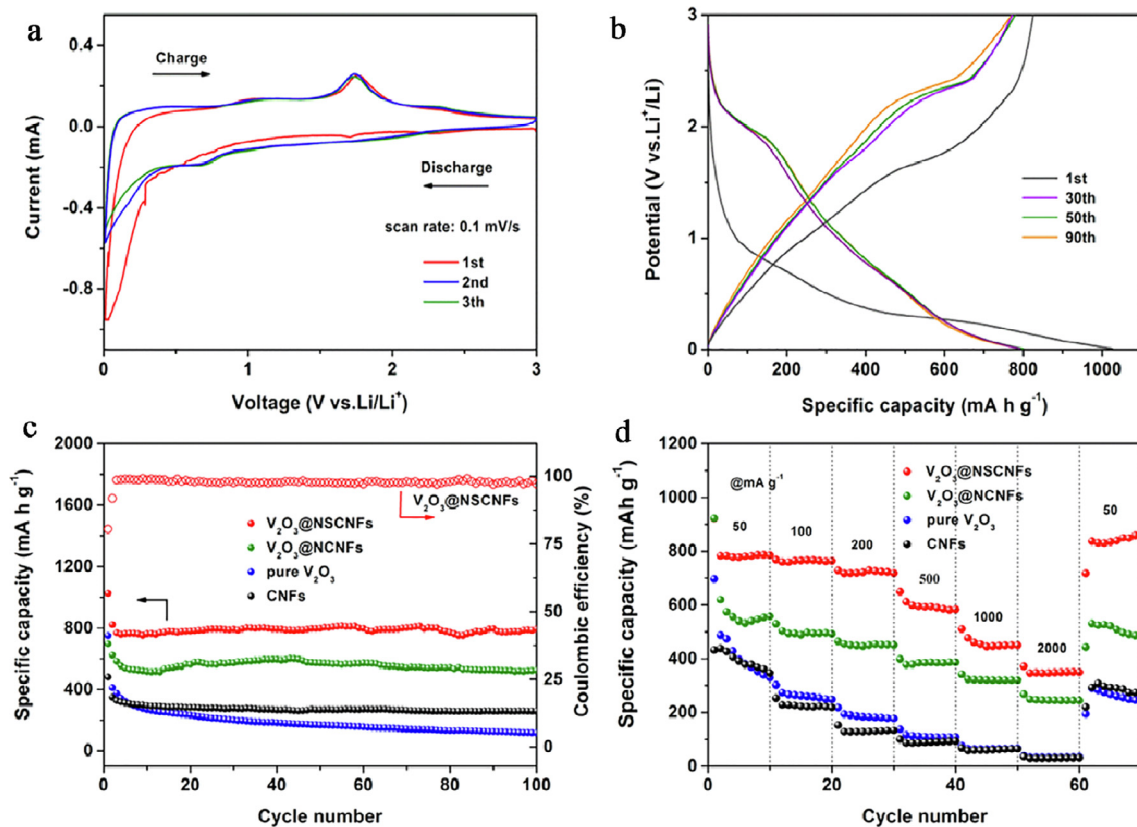 a
0.4
0.0
-0.4
-0.8
Current (mA)
Charge
Discharge
scan rate: 0.1 mV/s
1st
2nd
3th
0
1
2
3
Voltage (V vs.Li/Li⁺)
b
3
2
1
0
Potential (V vs.Li⁺/Li)
1st
30th
50th
90th
0
200
400
600
800
1000
Specific capacity (mA h g⁻¹)
c
2000
1800
1600
1400
1200
1000
800
600
400
200
0
Specific capacity (mA h g⁻¹)
V₂O₃@NSCNFs
V₂O₃@NSCNFs
V₂O₃@NCNFs
pure V₂O₃
CNFs
100
75
50
25
0
Coulombic efficiency (%)
0
20
40
60
80
100
Cycle number
d
1200
1000
800
600
400
200
0
Specific capacity (mAh g⁻¹)
@mA g⁻¹
V₂O₃@NSCNFs
V₂O₃@NCNFs
pure V₂O₃
CNFs
50
100
200
500
1000
2000
50
0
20
40
60
Cycle number